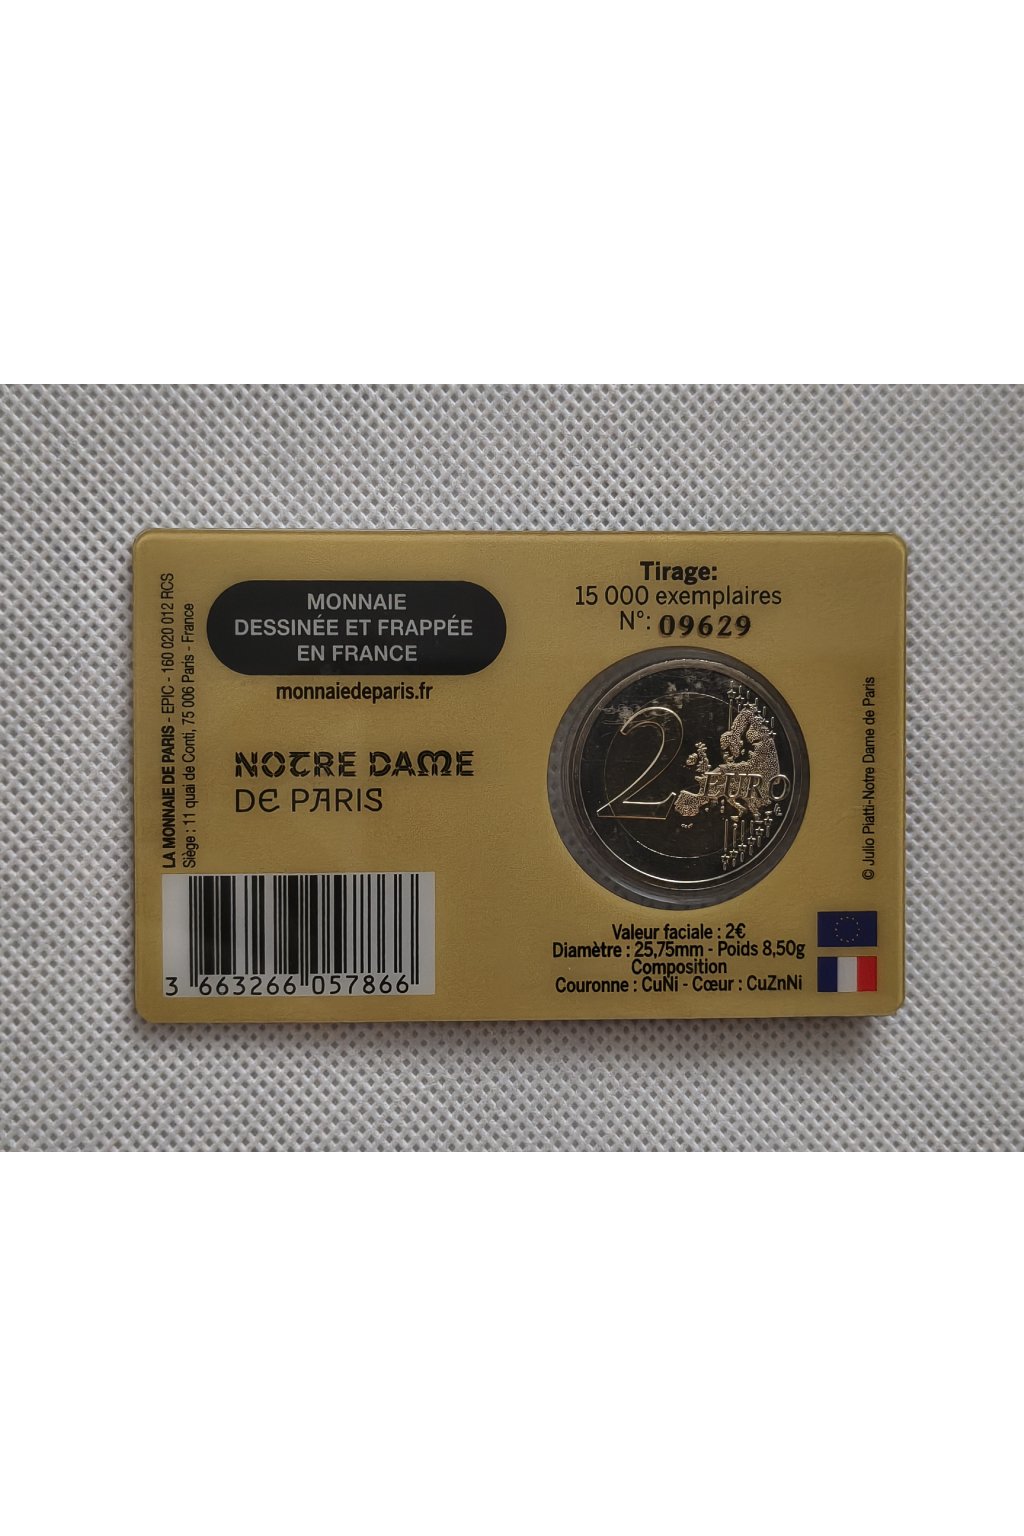 LA MONNAIE DE PARIS - EPIC - 160 020 012 RCS
Siège : 11 quai de Conti, 75 006 Paris - France
MONNAIE
DESSINÉE ET FRAPPÉE
EN FRANCE
monnaiedeparis.fr
NOTRE DAME
DE PARIS
3 663266 057866
Tirage:
15 000 exemplaires
N°: 09629
2 EURO
Valeur faciale : 2€
Diamètre : 25,75mm - Poids 8,50g
Composition
Couronne : CuNi - Cœur : CuZnNi
© Julio Piatti-Notre Dame de Paris